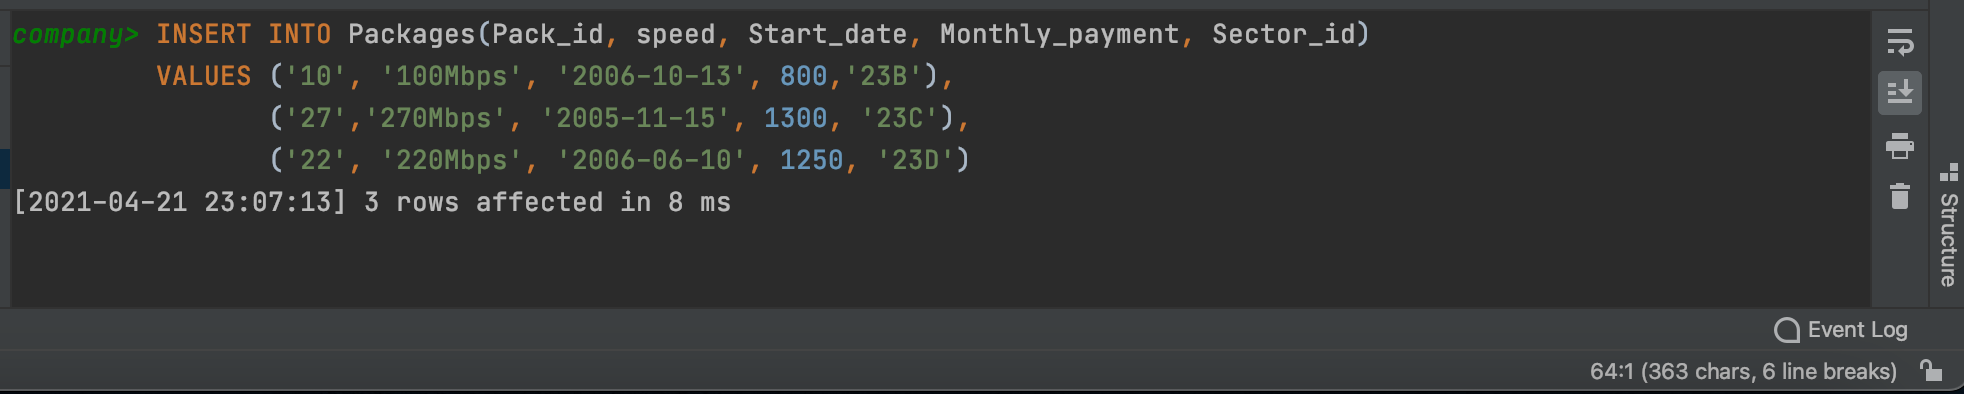 company> INSERT INTO Packages(Pack_id, speed, Start_date, Monthly_payment, Sector_id)
VALUES ('10', '100Mbps', '2006-10-13', 800,'23B'),
('27','270Mbps', '2005-11-15', 1300, '23C'),
('22', '220Mbps', '2006-06-10', 1250, '23D')
[2021-04-21 23:07:13] 3 rows affected in 8 ms
Structure
Event Log
64:1 (363 chars, 6 line breaks)